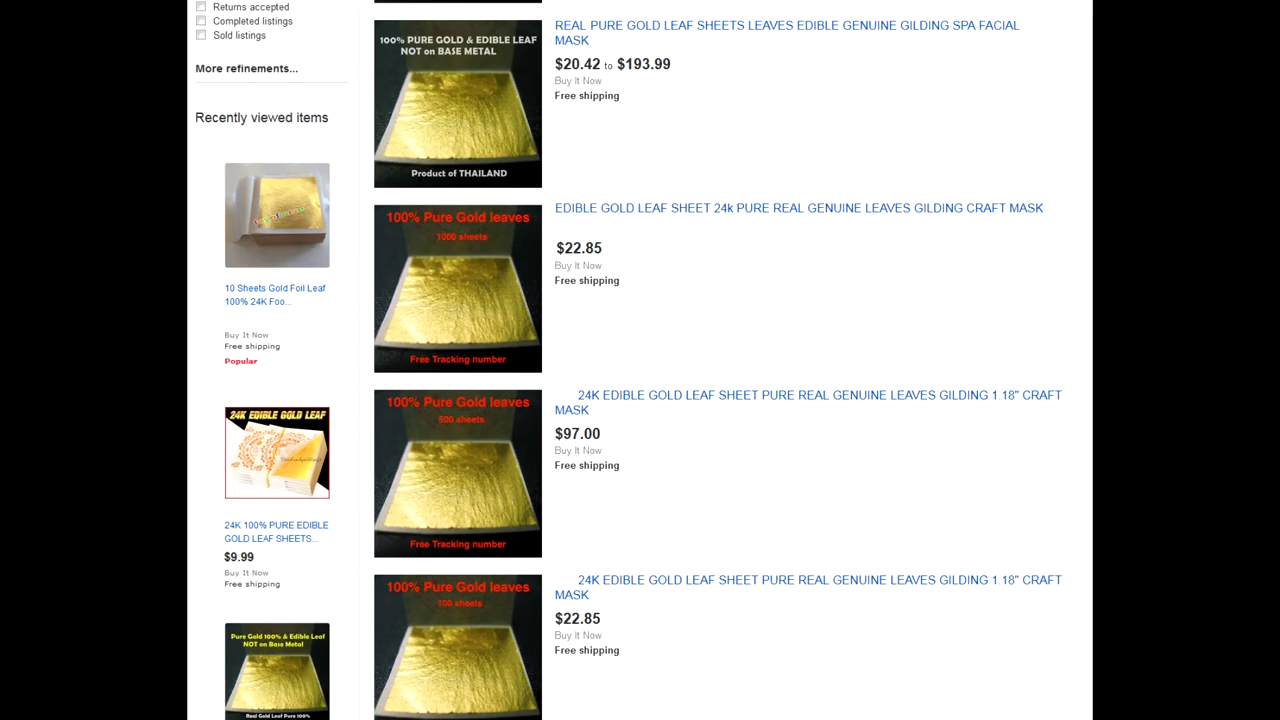 Returns accepted
Completed listings
Sold listings
More refinements...
Recently viewed items
10 Sheets Gold Foil Leaf
100% 24K Foo...
Buy It Now
Free shipping
Popular
24K EDIBLE GOLD LEAF
24K 100% PURE EDIBLE
GOLD LEAF SHEETS...
$9.99
Buy It Now
Free shipping
Pure Gold 100% & Edible Leaf
NOT on Base Metal
Real Gold Leaf Pure 100%
100% PURE GOLD & EDIBLE LEAF
NOT on BASE METAL
Product of THAILAND
REAL PURE GOLD LEAF SHEETS LEAVES EDIBLE GENUINE GILDING SPA FACIAL
MASK
$20.42 to $193.99
Buy It Now
Free shipping
100% Pure Gold leaves
1000 sheets
Free Tracking number
EDIBLE GOLD LEAF SHEET 24k PURE REAL GENUINE LEAVES GILDING CRAFT MASK
$22.85
Buy It Now
Free shipping
100% Pure Gold leaves
500 sheets
Free Tracking number
24K EDIBLE GOLD LEAF SHEET PURE REAL GENUINE LEAVES GILDING 1.18" CRAFT
MASK
$97.00
Buy It Now
Free shipping
100% Pure Gold leaves
100 sheets
24K EDIBLE GOLD LEAF SHEET PURE REAL GENUINE LEAVES GILDING 1.18" CRAFT
MASK
$22.85
Buy It Now
Free shipping